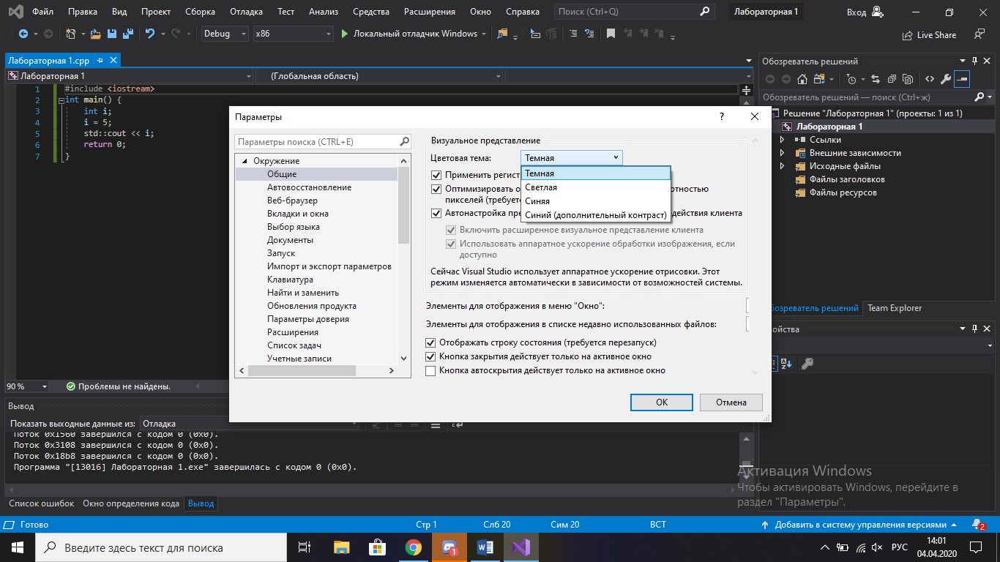 Файл Правка Вид Проект Сборка Отладка Тест Анализ Средства Расширения Окно Справка Поиск (Ctrl+Q) Лабораторная 1 Вход
Debug x86 Локальный отладчик Windows Live Share
Лабораторная 1.cpp
Лабораторная 1 (Глобальная область)
1 #include <iostream>
2 int main() {
3 int i;
4 i = 5;
5 std::cout << i;
6 return 0;
7 }
90 % Проблемы не найдены.
Параметры ?
Параметры поиска (CTRL+E)
Окружение
Общие
Автовосстановление
Веб-браузер
Вкладки и окна
Выбор языка
Документы
Запуск
Импорт и экспорт параметров
Клавиатура
Найти и заменить
Обновления продукта
Параметры доверия
Расширения
Список задач
Учетные записи
Визуальное представление
Цветовая тема: Темная
Темная
Светлая
Синяя
Синий (дополнительный контраст)
Применить регист
Оптимизировать о отностью
пикселей (требуетс
Автонастройка пре действия клиента
Включить расширенное визуальное представление клиента
Использовать аппаратное ускорение обработки изображения, если
доступно
Сейчас Visual Studio использует аппаратное ускорение отрисовки. Этот
режим изменяется автоматически в зависимости от возможностей системы.
Элементы для отображения в меню "Окно":
Элементы для отображения в списке недавно использованных файлов:
Отображать строку состояния (требуется перезапуск)
Кнопка закрытия действует только на активное окно
Кнопка автоскрытия действует только на активное окно
ОК Отмена
Обозреватель решений
Обозреватель решений — поиск (Ctrl+ж)
Решение "Лабораторная 1" (проекты: 1 из 1)
Лабораторная 1
Ссылки
Внешние зависимости
Исходные файлы
Файлы заголовков
Файлы ресурсов
бозреватель решений Team Explorer
ойства
Вывод
Показать выходные данные из: Отладка
Поток 0x1560 завершился с кодом 0 (0x0).
Поток 0x3108 завершился с кодом 0 (0x0).
Поток 0x18b8 завершился с кодом 0 (0x0).
Программа "[13016] Лабораторная 1.exe" завершилась с кодом 0 (0x0).
Список ошибок Окно определения кода Вывод
Активация Windows
Чтобы активировать Windows, перейдите в
раздел "Параметры".
Готово Стр 1 Слб 20 Сим 20 ВСТ Добавить в систему управления версиями 2
Введите здесь текст для поиска 1 РУС 14:01
04.04.2020